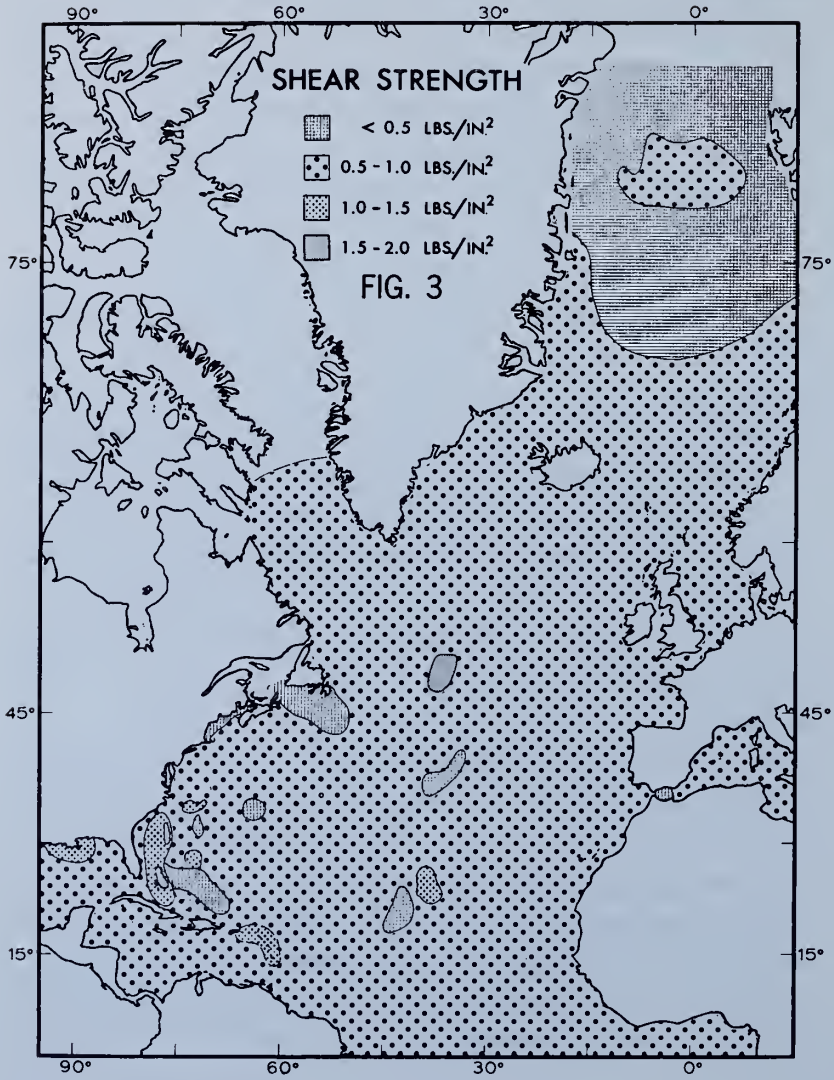 90° 60° 30° 0°
SHEAR STRENGTH
< 0.5 LBS./IN.²
0.5 - 1.0 LBS./IN.²
1.0 - 1.5 LBS./IN.²
1.5 - 2.0 LBS./IN.²
75° 75°
FIG. 3
45° 45°
15° 15°
90° 60° 30° 0°